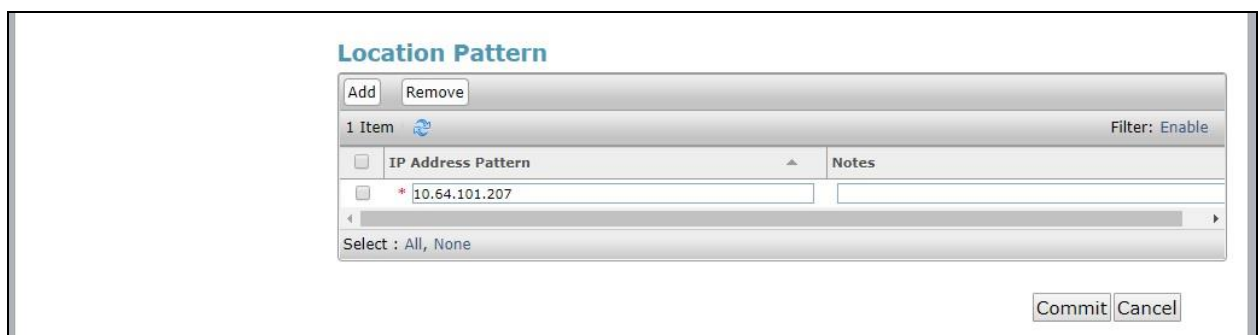 Location Pattern
Add Remove
1 Item Filter: Enable
IP Address Pattern Notes
* 10.64.101.207
Select : All, None
Commit Cancel